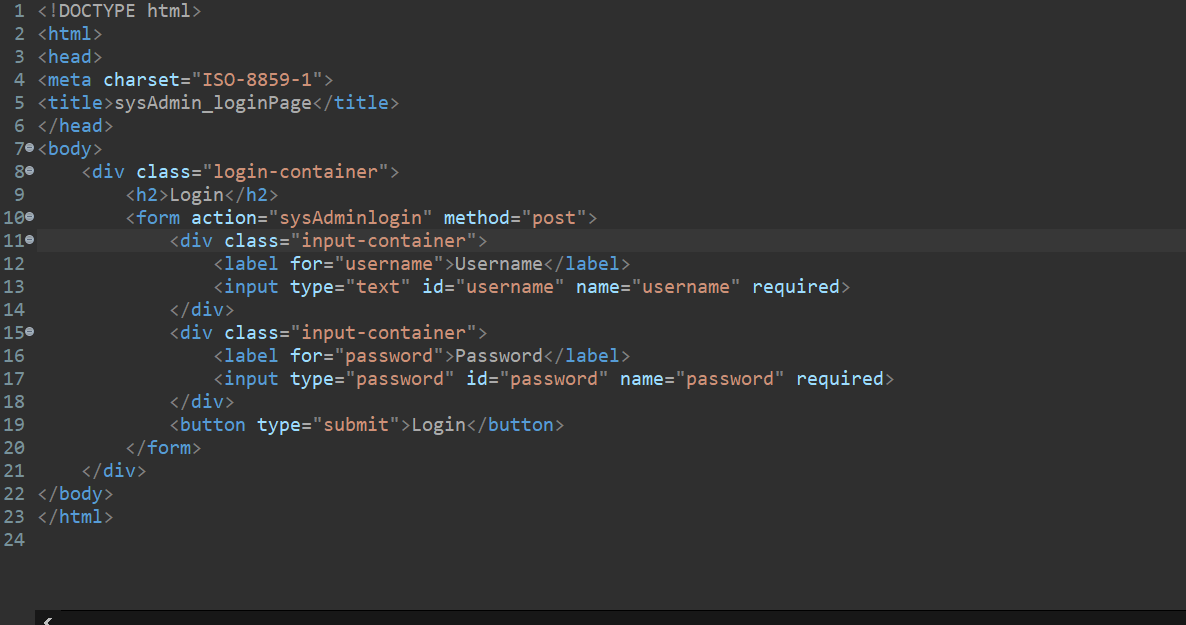 1 <!DOCTYPE html>
2 <html>
3 <head>
4 <meta charset="ISO-8859-1">
5 <title>sysAdmin_loginPage</title>
6 </head>
7 <body>
8     <div class="login-container">
9         <h2>Login</h2>
10         <form action="sysAdminlogin" method="post">
11             <div class="input-container">
12                 <label for="username">Username</label>
13                 <input type="text" id="username" name="username" required>
14             </div>
15             <div class="input-container">
16                 <label for="password">Password</label>
17                 <input type="password" id="password" name="password" required>
18             </div>
19             <button type="submit">Login</button>
20         </form>
21     </div>
22 </body>
23 </html>
24